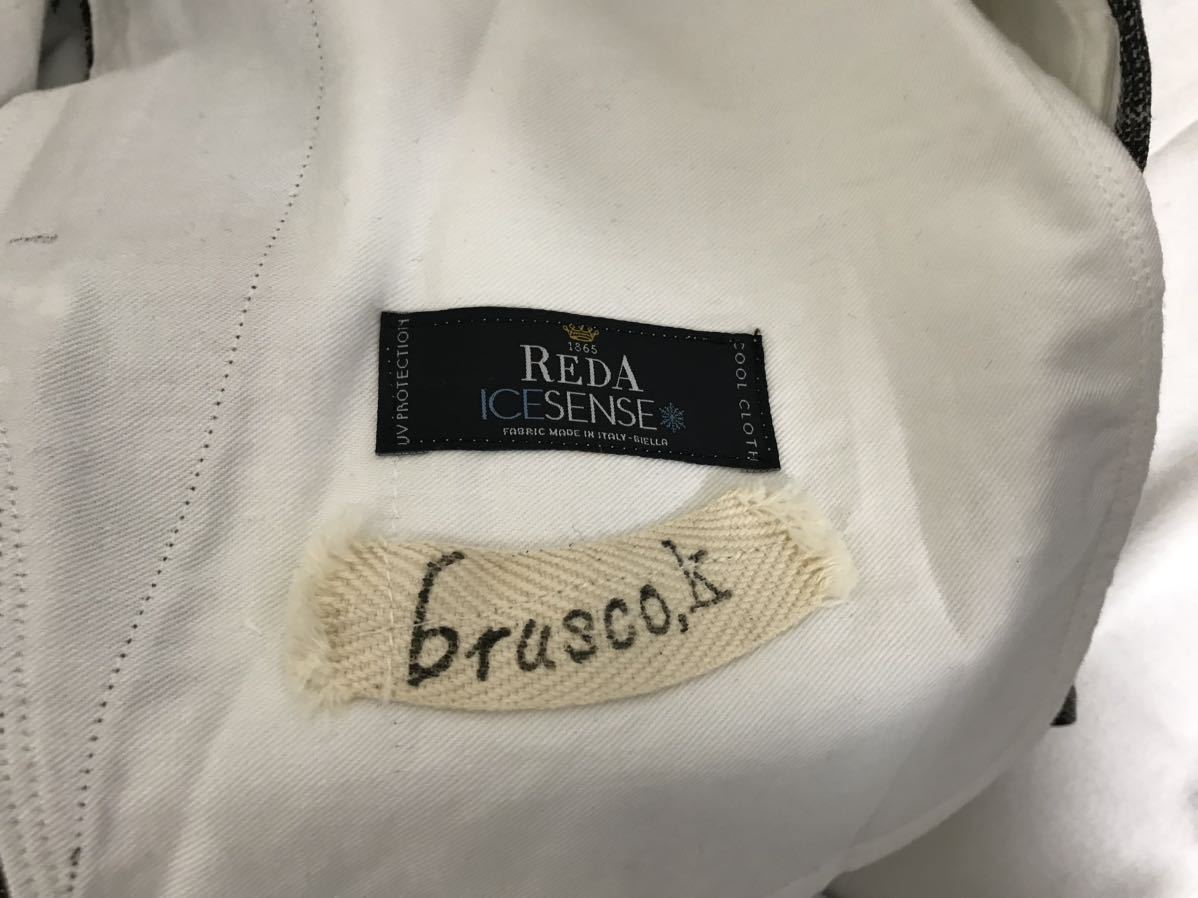 1865
REDA
ICESENSE
FABRIC MADE IN ITALY-BIELLA
UV PROTECTION
COOL CLOTH
brusco,k